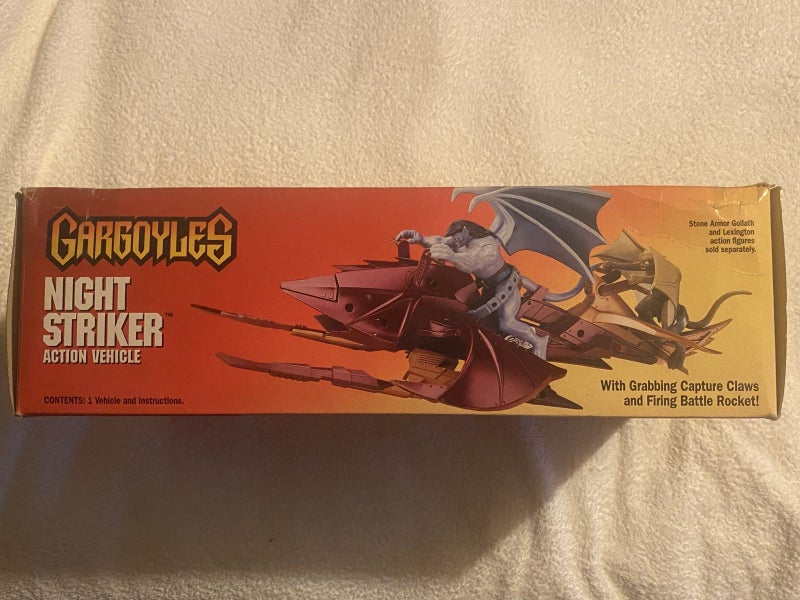 GARGOYLES
NIGHT
STRIKER™
ACTION VEHICLE
CONTENTS: 1 Vehicle and Instructions.
Stone Armor Goliath
and Lexington
action figures
sold separately.
With Grabbing Capture Claws
and Firing Battle Rocket!